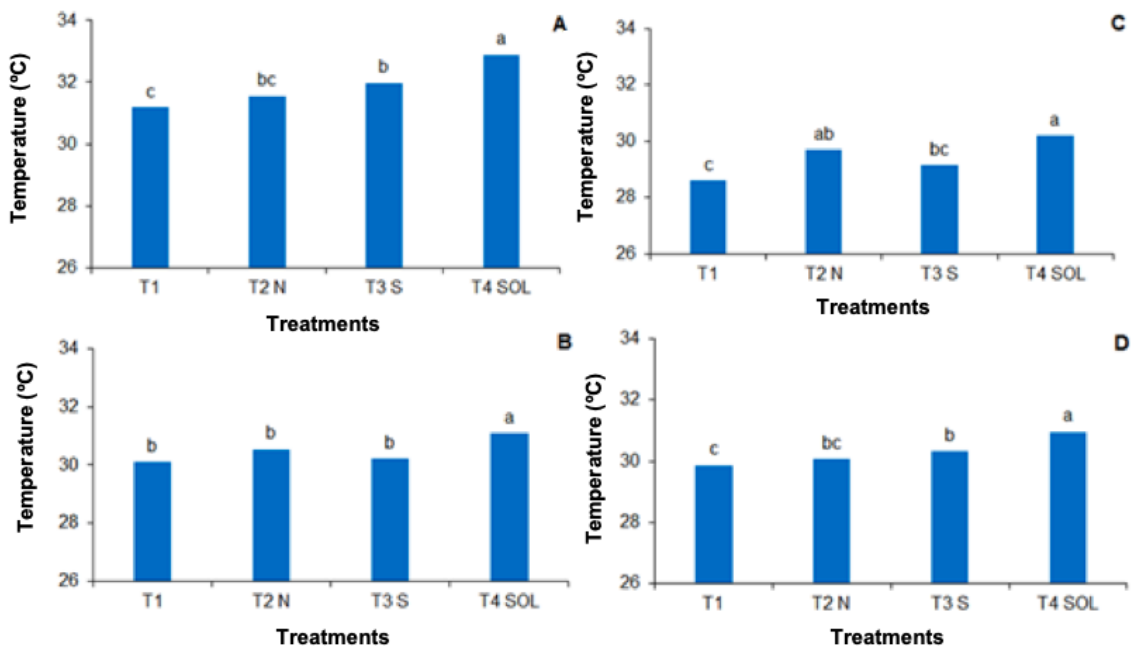 A
Temperature (ºC)
34
32
30
28
26
c
bc
b
a
T1
T2 N
T3 S
T4 SOL
Treatments
C
Temperature (ºC)
34
32
30
28
26
c
ab
bc
a
T1
T2 N
T3 S
T4 SOL
Treatments
B
Temperature (ºC)
34
32
30
28
26
b
b
b
a
T1
T2 N
T3 S
T4 SOL
Treatments
D
Temperature (ºC)
34
32
30
28
26
c
bc
b
a
T1
T2 N
T3 S
T4 SOL
Treatments